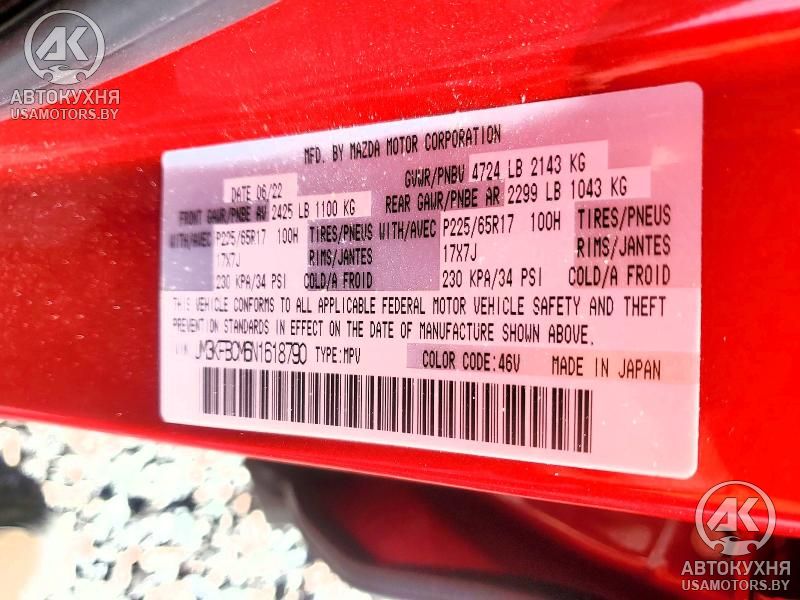 AK
АВТОКУХНЯ
USAMOTORS.BY
MFD. BY MAZDA MOTOR CORPORATION
DATE 06/22 GVWR/PNBV 4724 LB 2143 KG
FRONT GAWR/PNBE AV 2425 LB 1100 KG REAR GAWR/PNBE AR 2299 LB 1043 KG
WITH/AVEC P225/65R17 100H TIRES/PNEUS WITH/AVEC P225/65R17 100H TIRES/PNEUS
17X7J RIMS/JANTES 17X7J RIMS/JANTES
230 KPA/34 PSI COLD/A FROID 230 KPA/34 PSI COLD/A FROID
THIS VEHICLE CONFORMS TO ALL APPLICABLE FEDERAL MOTOR VEHICLE SAFETY AND THEFT
PREVENTION STANDARDS IN EFFECT ON THE DATE OF MANUFACTURE SHOWN ABOVE.
VIN: JM3KFBCM6N1618790 TYPE:MPV COLOR CODE:46V MADE IN JAPAN
AK
АВТОКУХНЯ
USAMOTORS.BY